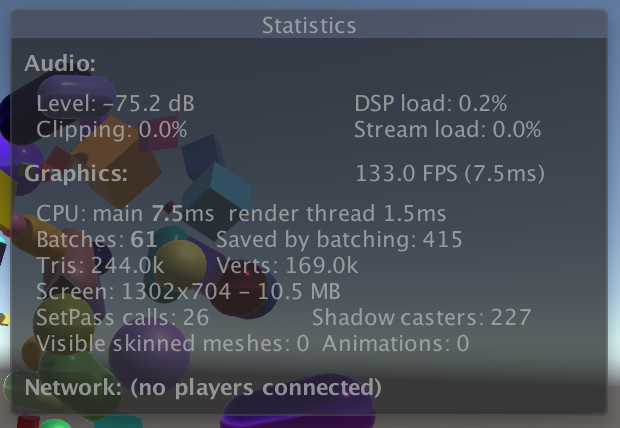 Statistics
Audio:
Level: -75.2 dB DSP load: 0.2%
Clipping: 0.0% Stream load: 0.0%
Graphics: 133.0 FPS (7.5ms)
CPU: main 7.5ms render thread 1.5ms
Batches: 61 Saved by batching: 415
Tris: 244.0k Verts: 169.0k
Screen: 1302x704 - 10.5 MB
SetPass calls: 26 Shadow casters: 227
Visible skinned meshes: 0 Animations: 0
Network: (no players connected)